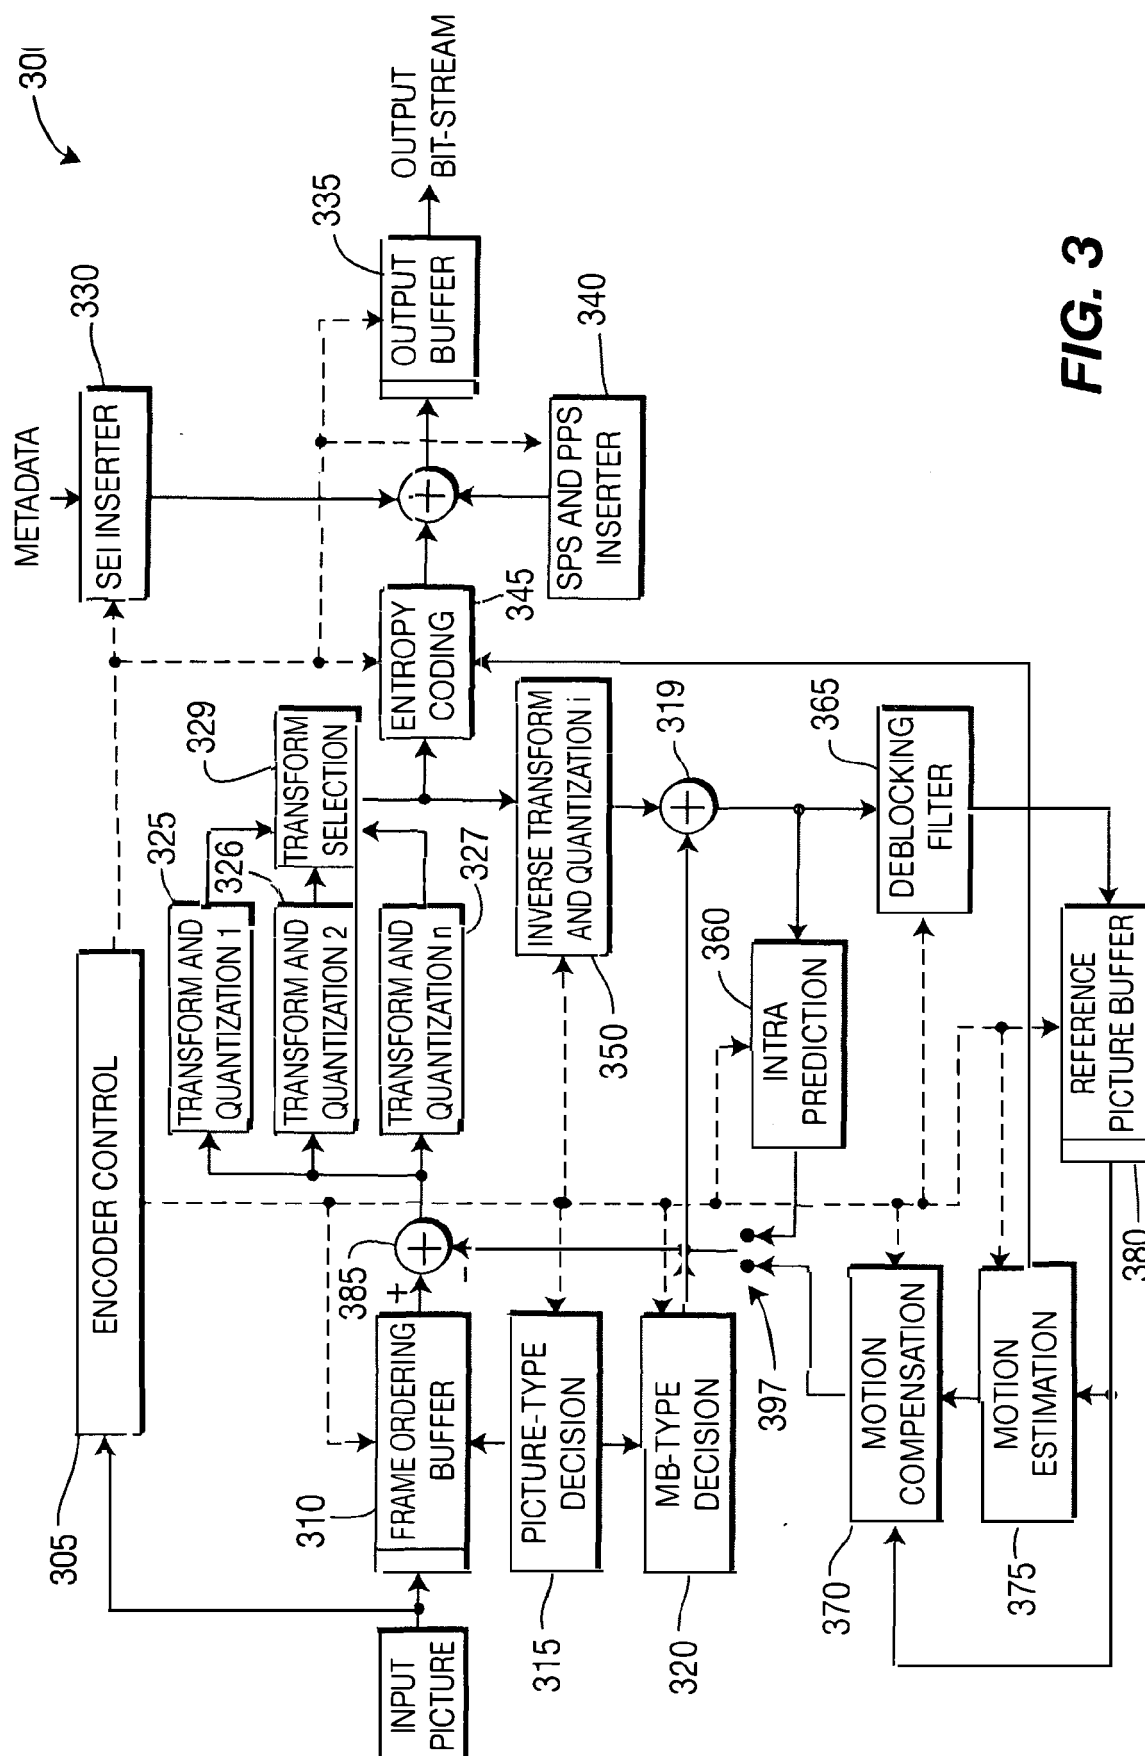 301
METADATA
330
SEI INSERTER
335
OUTPUT
BUFFER
OUTPUT
BIT-STREAM
340
SPS AND PPS
INSERTER
+
ENTROPY
CODING
345
329
TRANSFORM
SELECTION
325
TRANSFORM AND
QUANTIZATION 1
326
TRANSFORM AND
QUANTIZATION 2
327
TRANSFORM AND
QUANTIZATION n
INVERSE TRANSFORM
AND QUANTIZATION i
350
319
+
365
DEBLOCKING
FILTER
360
INTRA
PREDICTION
REFERENCE
PICTURE BUFFER
380
ENCODER CONTROL
305
385
+
+
-
310
FRAME ORDERING
BUFFER
INPUT
PICTURE
PICTURE-TYPE
DECISION
315
MB-TYPE
DECISION
320
397
MOTION
COMPENSATION
370
MOTION
ESTIMATION
375
FIG. 3